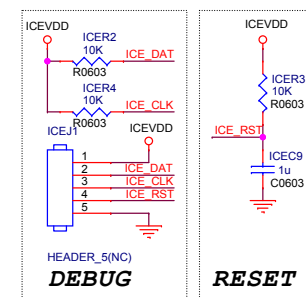 ICEVDD
ICER2
10K
R0603
ICE_DAT
ICER4
10K
R0603
ICE_CLK
ICEJ1
ICEVDD
1
2
3
4
5
ICE_DAT
ICE_CLK
ICE_RST
HEADER_5(NC)
DEBUG
ICEVDD
ICER3
10K
R0603
ICE_RST
ICEC9
1u
C0603
RESET